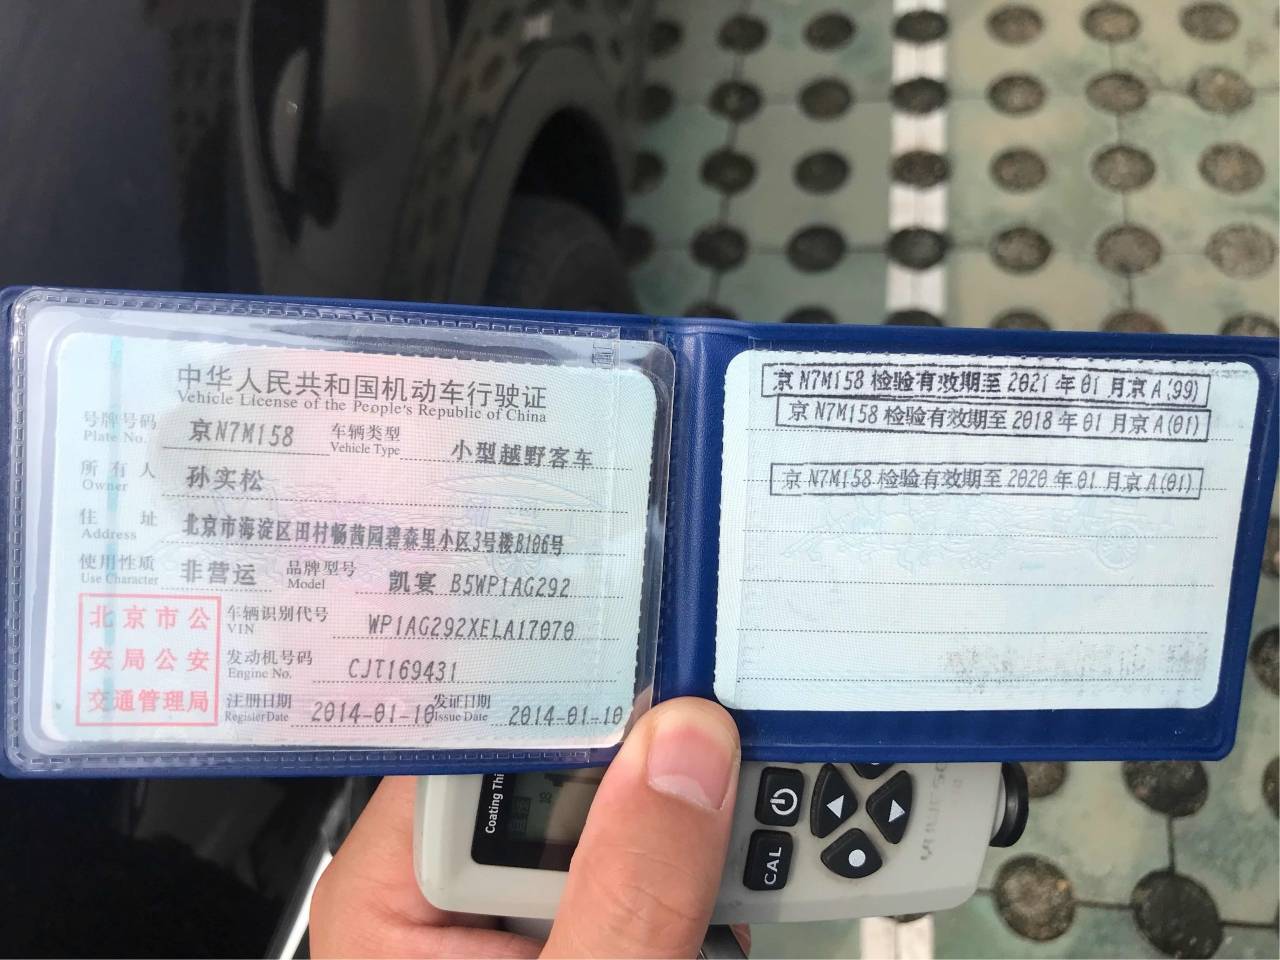 中华人民共和国机动车行驶证
Vehicle License of the People's Republic of China
号牌号码 京N7M158 车辆类型 小型越野客车
Plate No. Vehicle Type
所有人 孙实松
Owner
住址 北京市海淀区田村畅茜园碧森里小区3号楼B106号
Address
使用性质 非营运 品牌型号 凯宴 B5WP1AG292
Use Character Model
北京市公
安局公安
交通管理局
车辆识别代号 WP1AG292XELA17070
VIN
发动机号码 CJT169431
Engine No.
注册日期 2014-01-10 发证日期 2014-01-10
Register Date Issue Date
京N7M158 检验有效期至 2021 年 01 月京 A'99)
京N7M158 检验有效期至 2018 年 01 月京 A(01)
京N7M158 检验有效期至 2020 年 01 月京 A(01)
Coating Thi
CAL